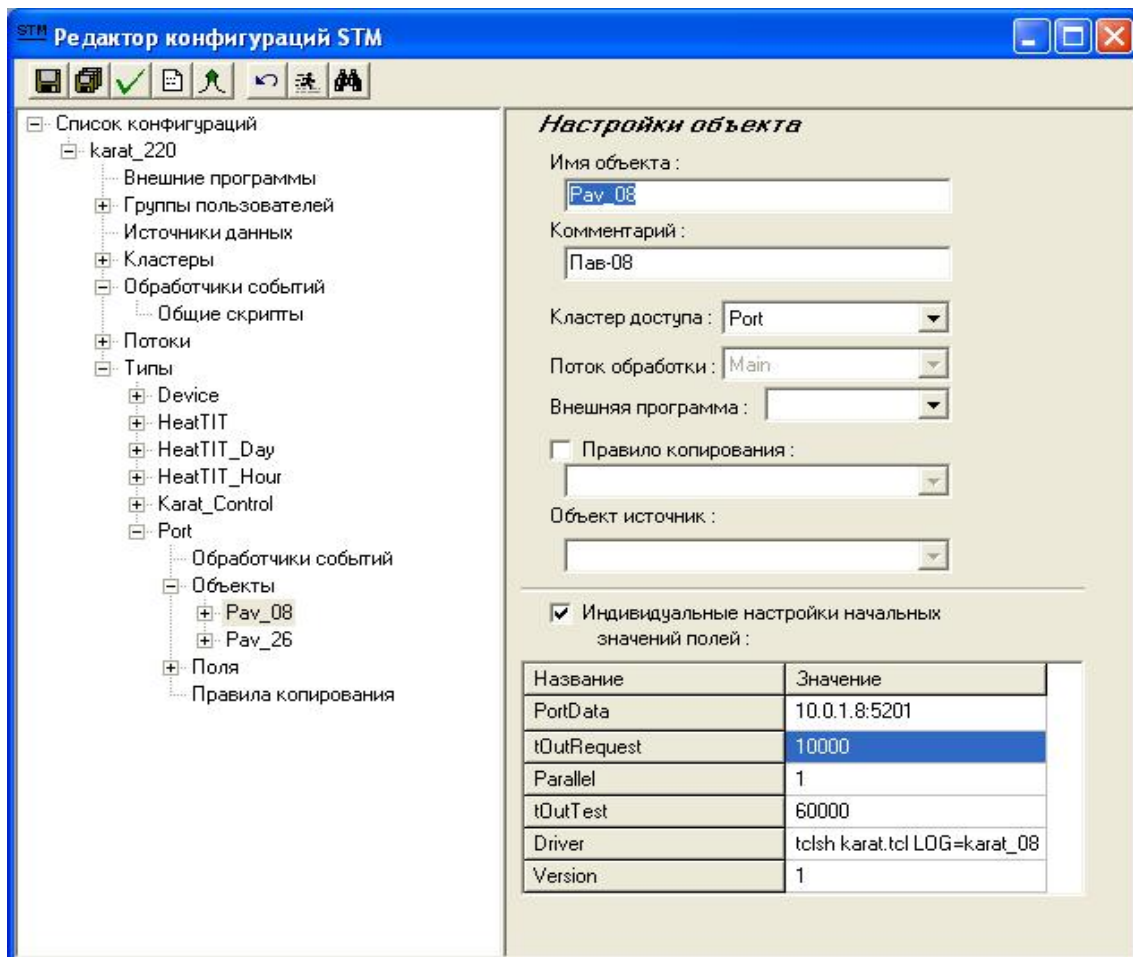 STM Редактор конфигураций STM
Список конфигураций
karat_220
Внешние программы
Группы пользователей
Источники данных
Кластеры
Обработчики событий
Общие скрипты
Потоки
Типы
Device
HeatTIT
HeatTIT_Day
HeatTIT_Hour
Karat_Control
Port
Обработчики событий
Объекты
Pav_08
Pav_26
Поля
Правила копирования
Настройки объекта
Имя объекта :
Pav_08
Комментарий :
Пав-08
Кластер доступа : Port
Поток обработки : Main
Внешняя программа :
Правило копирования :
Объект источник :
Индивидуальные настройки начальных
значений полей :
Название Значение
PortData 10.0.1.8:5201
tOutRequest 10000
Parallel 1
tOutTest 60000
Driver tclsh karat.tcl LOG=karat_08
Version 1